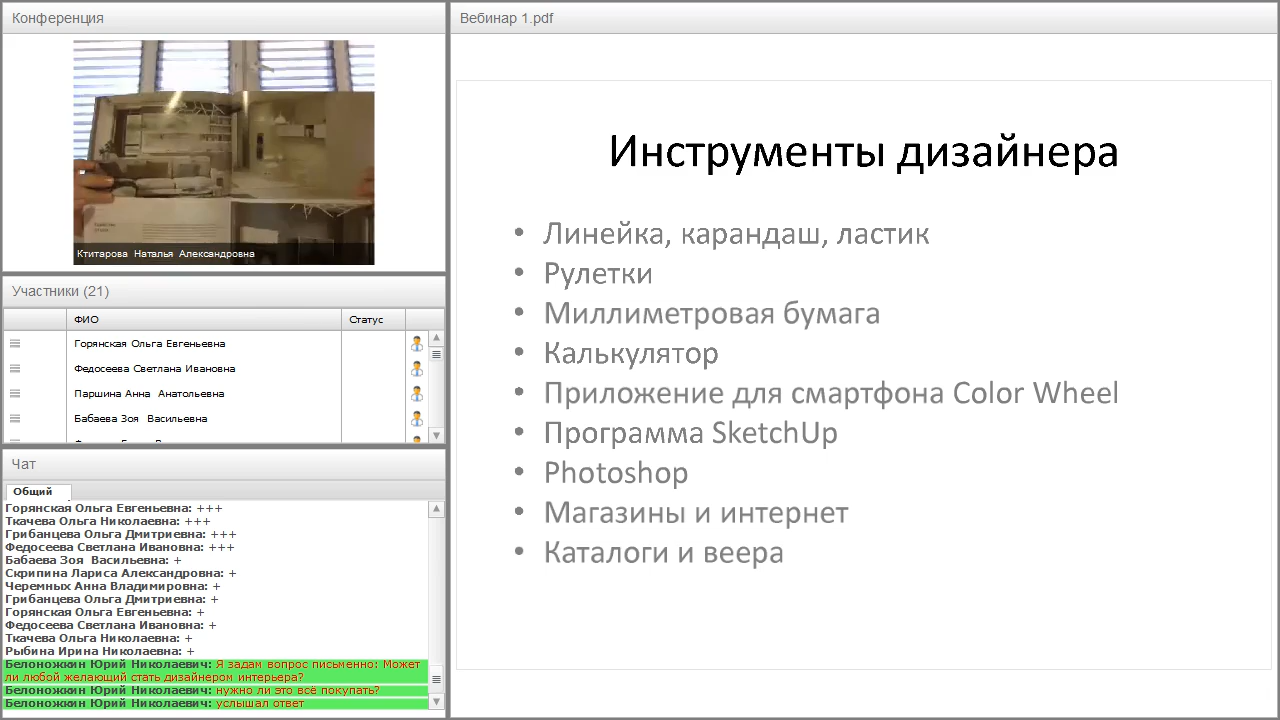 Конференция
Ктитарова Наталья Александровна
Участники (21)
ФИО
Статус
Горянская Ольга Евгеньевна
Федосеева Светлана Ивановна
Паршина Анна Анатольевна
Бабаева Зоя Васильевна
Чат
Общий
Горянская Ольга Евгеньевна: +++
Ткачева Ольга Николаевна: +++
Грибанцева Ольга Дмитриевна: +++
Федосеева Светлана Ивановна: +++
Бабаева Зоя Васильевна: +
Скрипина Лариса Александровна: +
Черемных Анна Владимировна: +
Грибанцева Ольга Дмитриевна: +
Горянская Ольга Евгеньевна: +
Федосеева Светлана Ивановна: +
Ткачева Ольга Николаевна: +
Рыбина Ирина Николаевна: +
Белоножкин Юрий Николаевич: Я задам вопрос письменно: Может
ли любой желающий стать дизайнером интерьера?
Белоножкин Юрий Николаевич: нужно ли это всё покупать?
Белоножкин Юрий Николаевич: услышал ответ
Вебинар 1.pdf
Инструменты дизайнера
• Линейка, карандаш, ластик
• Рулетки
• Миллиметровая бумага
• Калькулятор
• Приложение для смартфона Color Wheel
• Программа SketchUp
• Photoshop
• Магазины и интернет
• Каталоги и веера